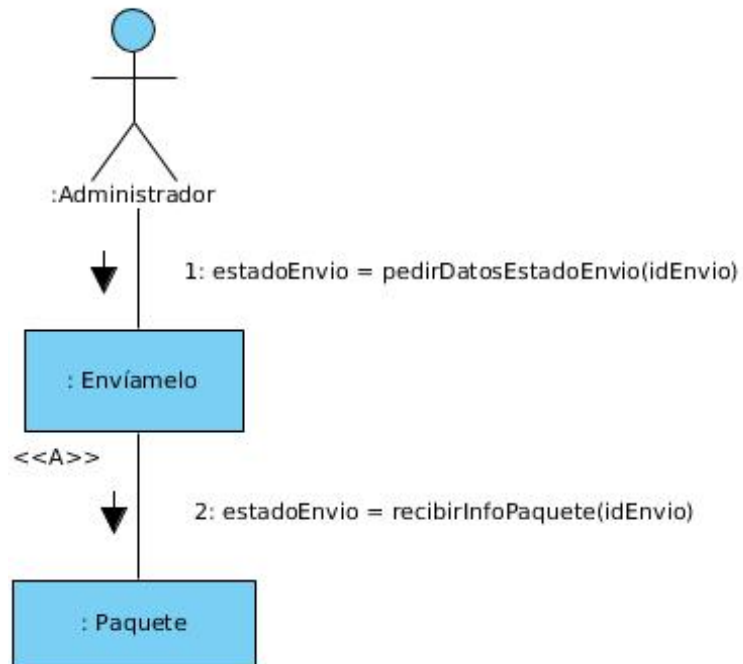 :Administrador
1: estadoEnvio = pedirDatosEstadoEnvio(idEnvio)
: Envíamelo
<<A>>
2: estadoEnvio = recibirInfoPaquete(idEnvio)
: Paquete